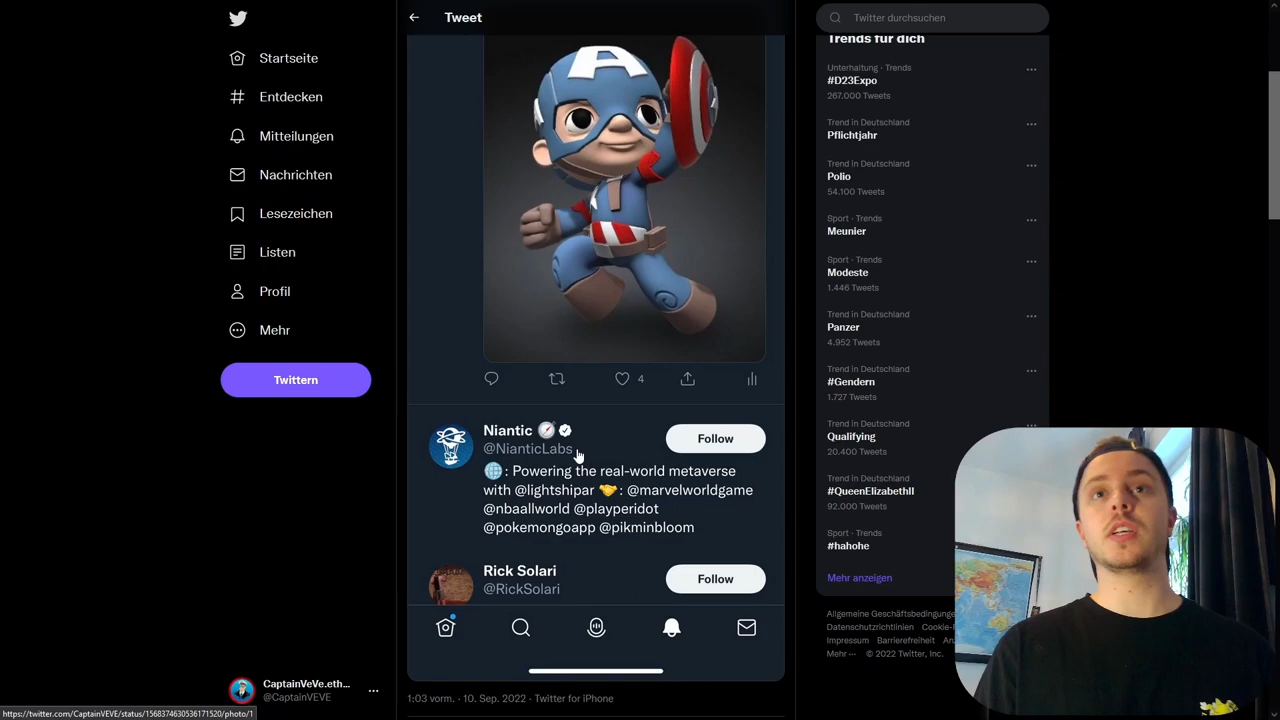 Startseite
Entdecken
Mitteilungen
Nachrichten
Lesezeichen
Listen
Profil
Mehr
Twittern
CaptainVeVe.eth...
@CaptainVEVE
https://twitter.com/CaptainVEVE/status/1568374630536171520/photo/1
Tweet
A
4
Niantic
@NianticLabs
Follow
: Powering the real-world metaverse
with @lightshipar : @marvelworldgame
@nbaallworld @playperidot
@pokemongoapp @pikminbloom
Rick Solari
@RickSolari
Follow
1:03 vorm. · 10. Sep. 2022 · Twitter for iPhone
Twitter durchsuchen
Trends für dich
Unterhaltung · Trends
#D23Expo
267.000 Tweets
Trend in Deutschland
Pflichtjahr
Trend in Deutschland
Polio
54.100 Tweets
Sport · Trends
Meunier
Sport · Trends
Modeste
1.446 Tweets
Trend in Deutschland
Panzer
4.952 Tweets
Trend in Deutschland
#Gendern
1.727 Tweets
Trend in Deutschland
Qualifying
20.400 Tweets
Trend in Deutschland
#QueenElizabethII
92.000 Tweets
Sport · Trends
#hahohe
Mehr anzeigen
Allgemeine Geschäftsbedingunge
Datenschutzrichtlinien Cookie-
Impressum Barrierefreiheit An
Mehr ··· © 2022 Twitter, Inc.